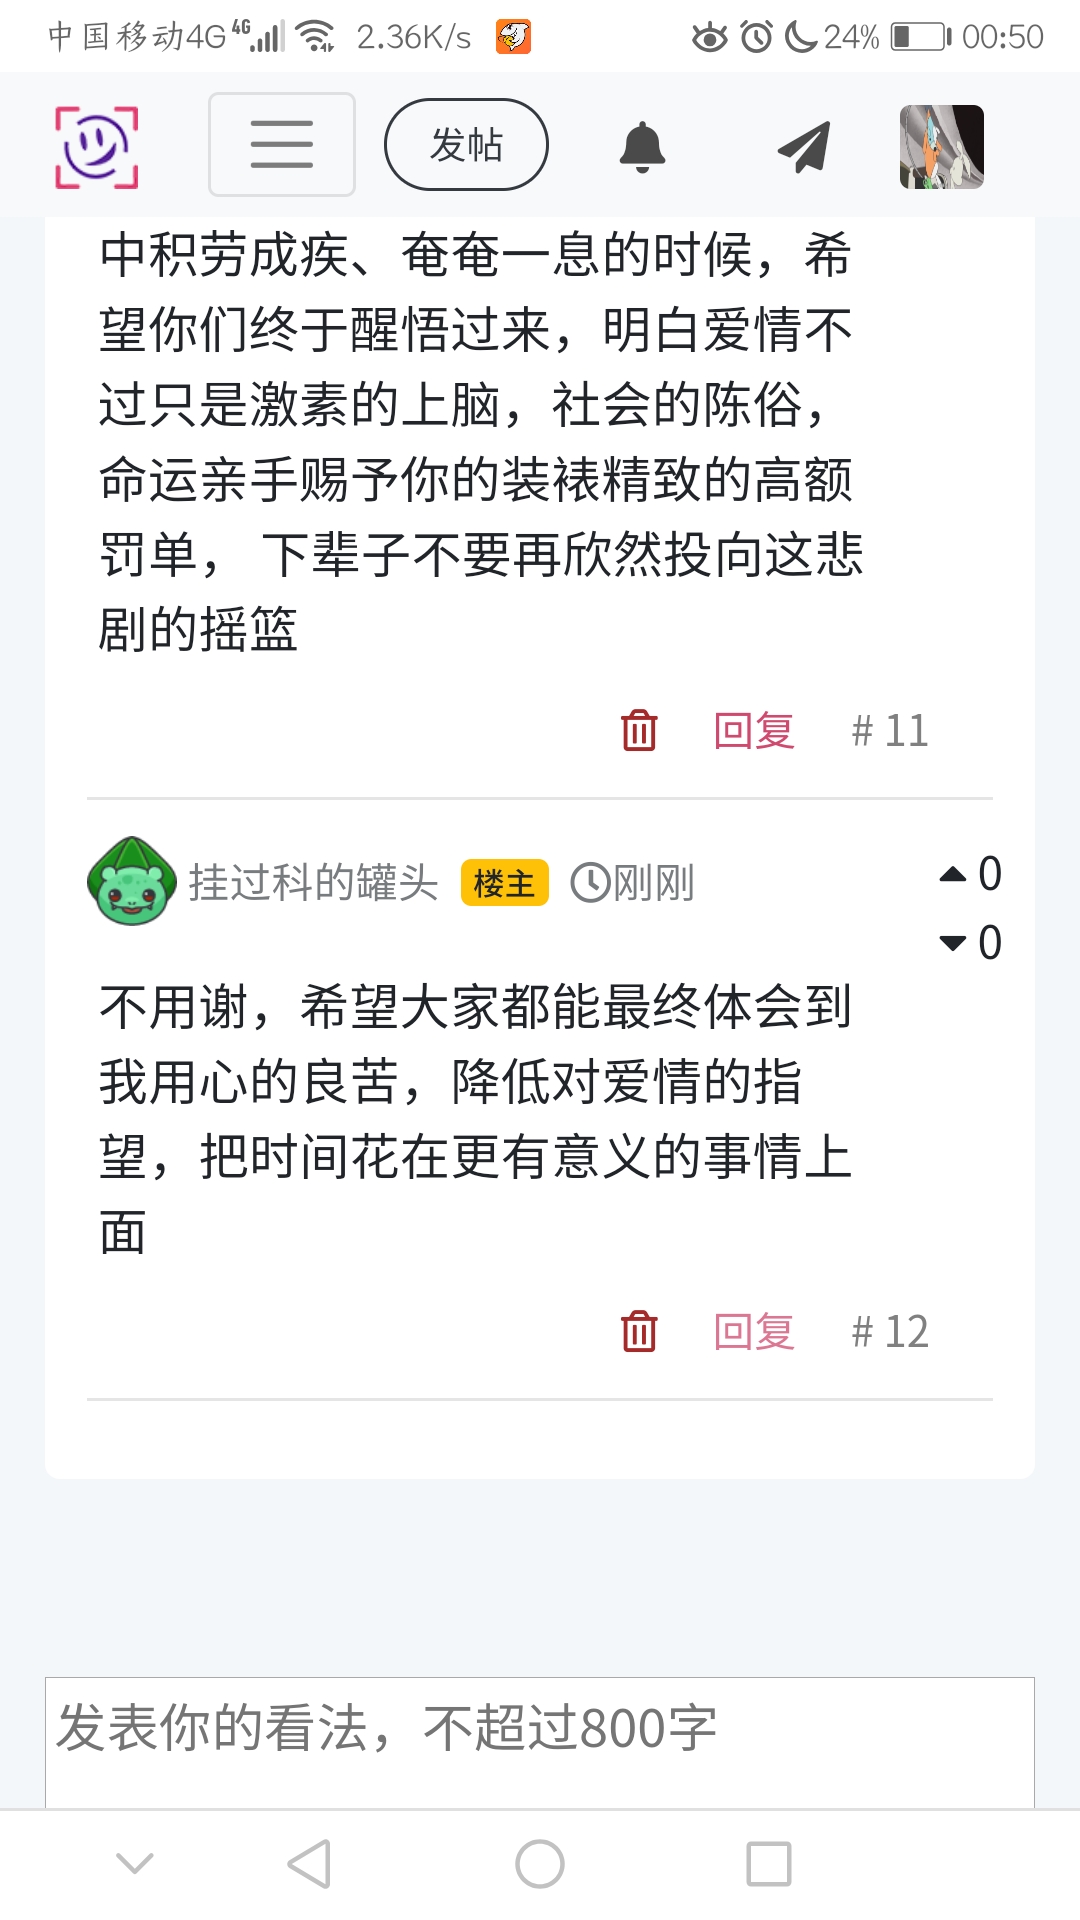 中国移动4G 4G 2.36K/s 24% 00:50
发帖
中积劳成疾、奄奄一息的时候，希
望你们终于醒悟过来，明白爱情不
过只是激素的上脑，社会的陈俗，
命运亲手赐予你的装裱精致的高额
罚单， 下辈子不要再欣然投向这悲
剧的摇篮
回复 # 11
挂过科的罐头 楼主 刚刚 0
0
不用谢，希望大家都能最终体会到
我用心的良苦，降低对爱情的指
望，把时间花在更有意义的事情上
面
回复 # 12
发表你的看法，不超过800字